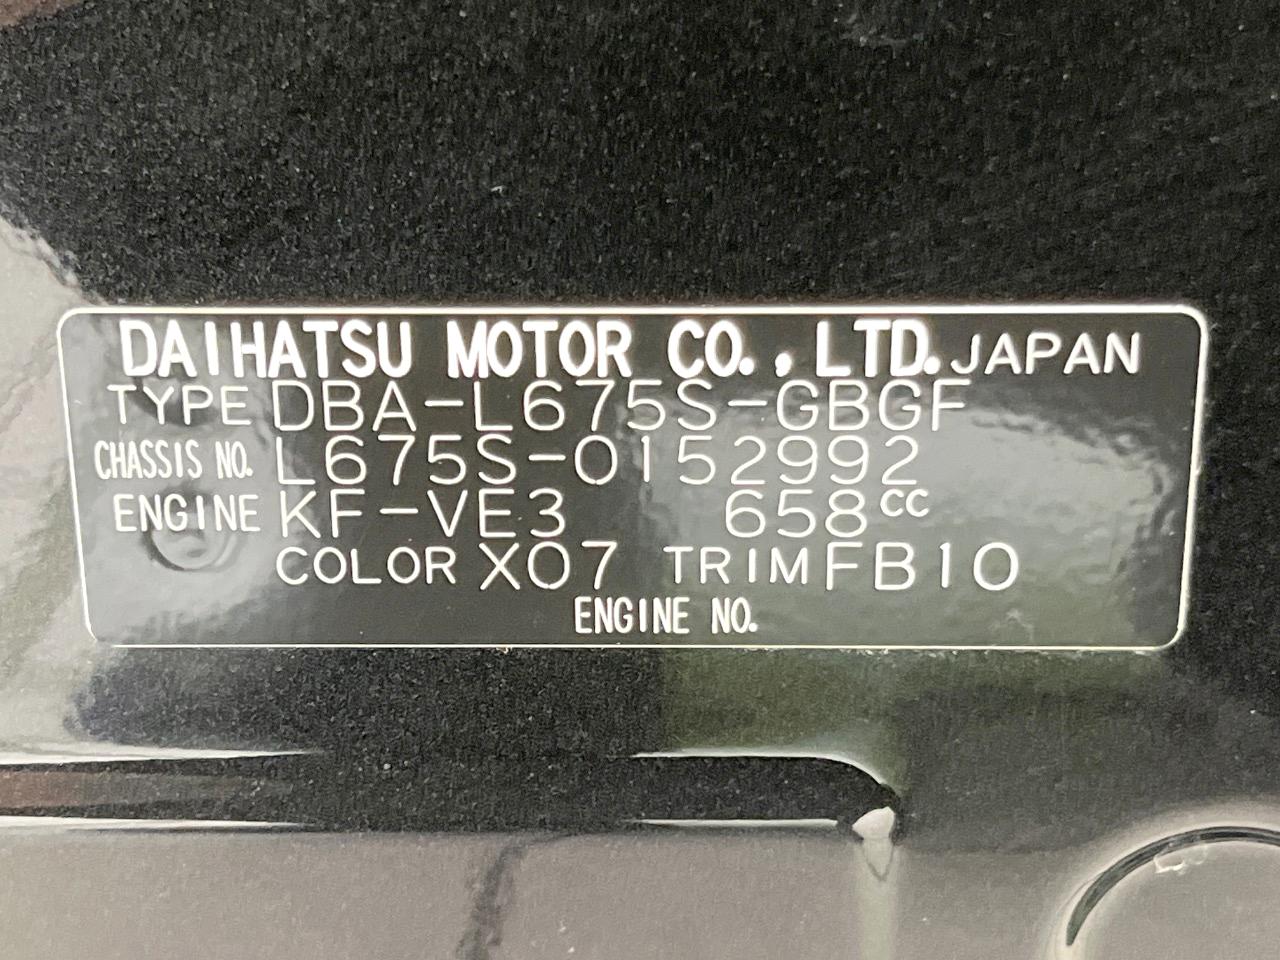 DAIHATSU MOTOR CO., LTD. JAPAN
TYPE DBA-L675S-GBGF
CHASSIS NO. L675S-0152992
ENGINE KF-VE3 658cc
COLOR X07 TRIM FB10
ENGINE NO.